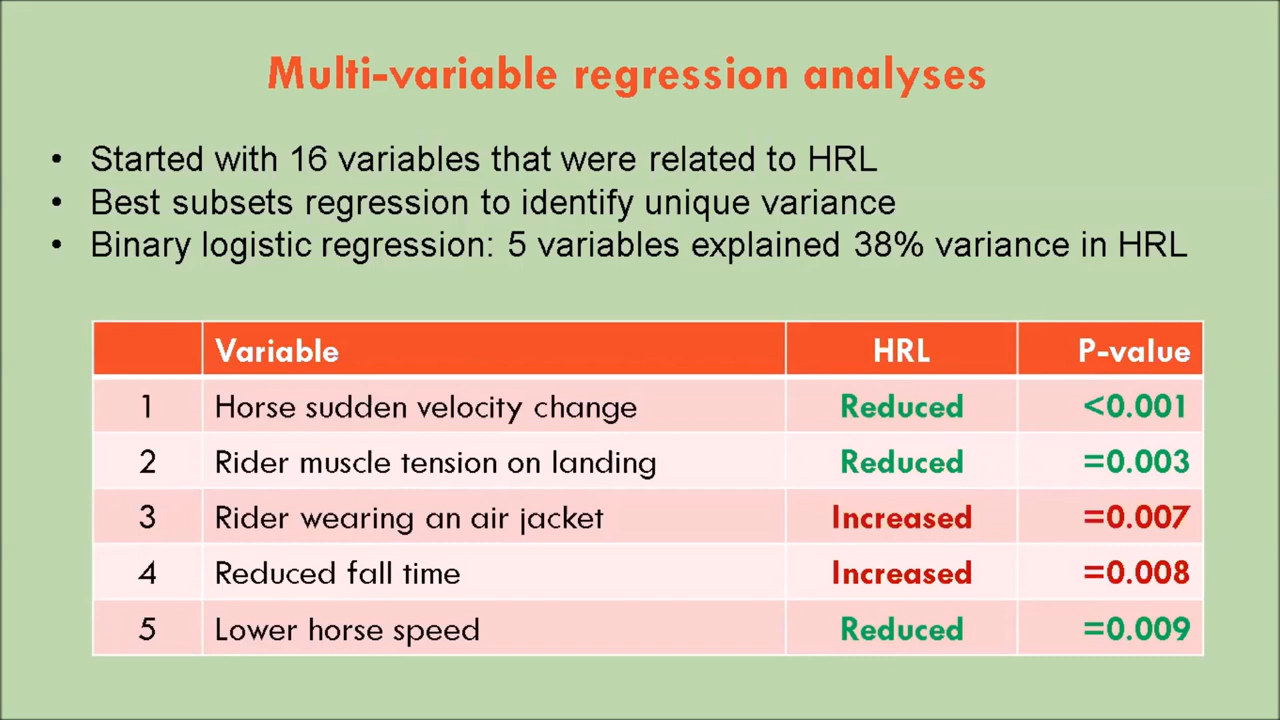 Multi-variable regression analyses
• Started with 16 variables that were related to HRL
• Best subsets regression to identify unique variance
• Binary logistic regression: 5 variables explained 38% variance in HRL
Variable HRL P-value
1 Horse sudden velocity change Reduced <0.001
2 Rider muscle tension on landing Reduced =0.003
3 Rider wearing an air jacket Increased =0.007
4 Reduced fall time Increased =0.008
5 Lower horse speed Reduced =0.009